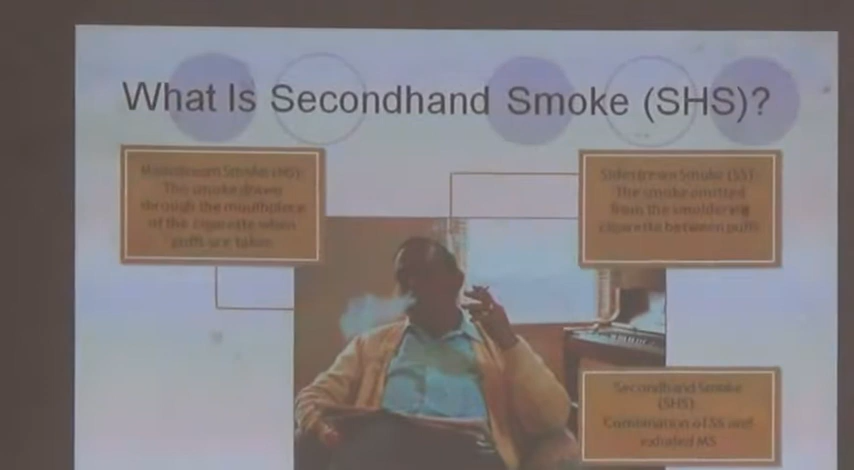 What Is Secondhand Smoke (SHS)?
Mainstream Smoke (MS):
The smoke drawn
through the mouthpiece
of the cigarette when
puffs are taken
Sidestream Smoke (SS):
The smoke emitted
from the smoldering
cigarette between puffs
Secondhand Smoke
(SHS):
Combination of SS and
exhaled MS